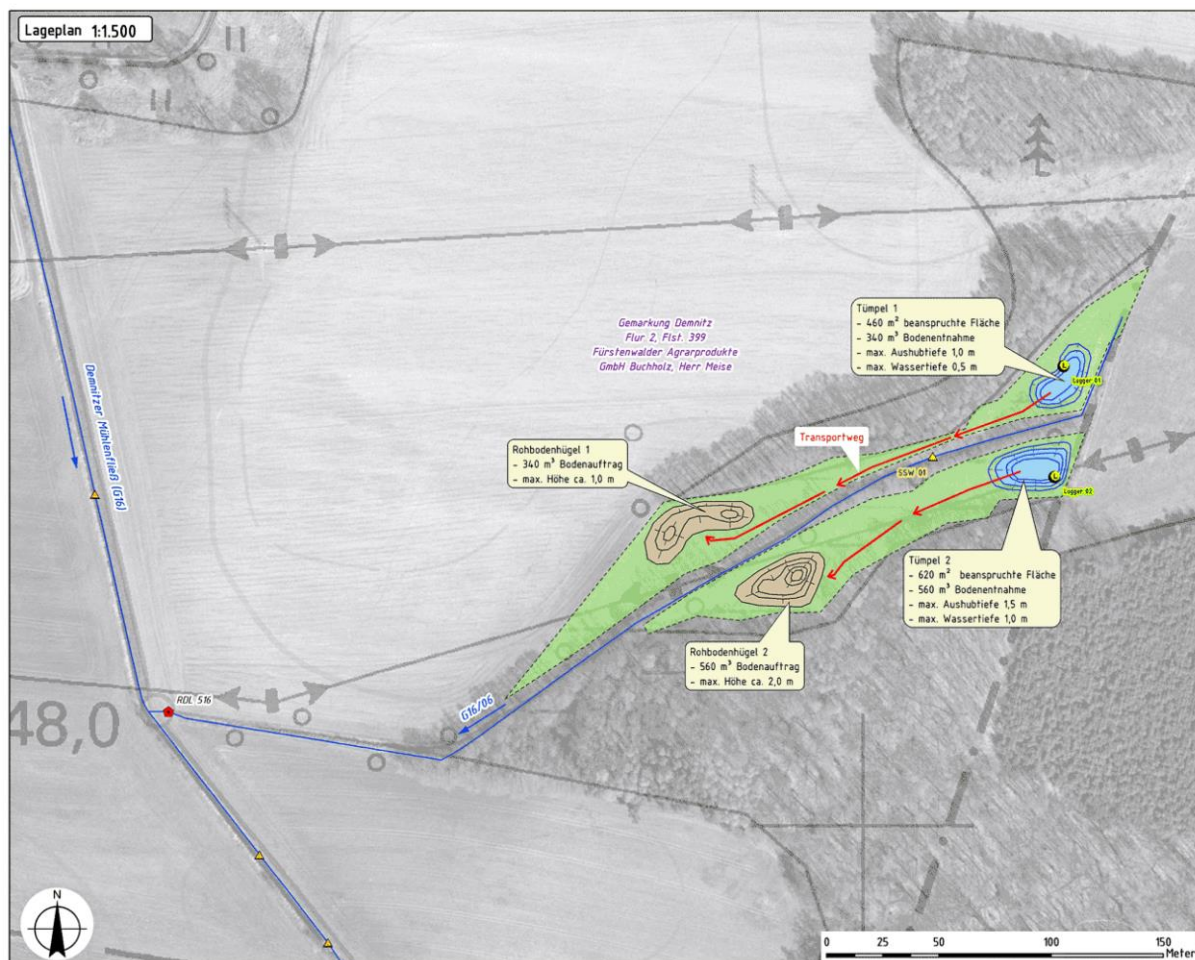 Lageplan 1:1.500
Tümpel 1
- 460 m² beanspruchte Fläche
- 340 m³ Bodenentnahme
- max. Aushubtiefe 1,0 m
- max. Wassertiefe 0,5 m
Gemarkung Demnitz
Flur 2, Flst. 399
Fürstenwalder Agrarprodukte
GmbH Buchholz, Herr Meise
Logger 01
Demnitzer Mühlenfließ (G16)
Transportweg
Rohbodenhügel 1
- 340 m³ Bodenauftrag
- max. Höhe ca. 1,0 m
SSW 01
Logger 02
Tümpel 2
- 620 m² beanspruchte Fläche
- 560 m³ Bodenentnahme
- max. Aushubtiefe 1,5 m
- max. Wassertiefe 1,0 m
Rohbodenhügel 2
- 560 m³ Bodenauftrag
- max. Höhe ca. 2,0 m
RDL 516
G16/06
48,0
N
0 25 50 100 150
Meter